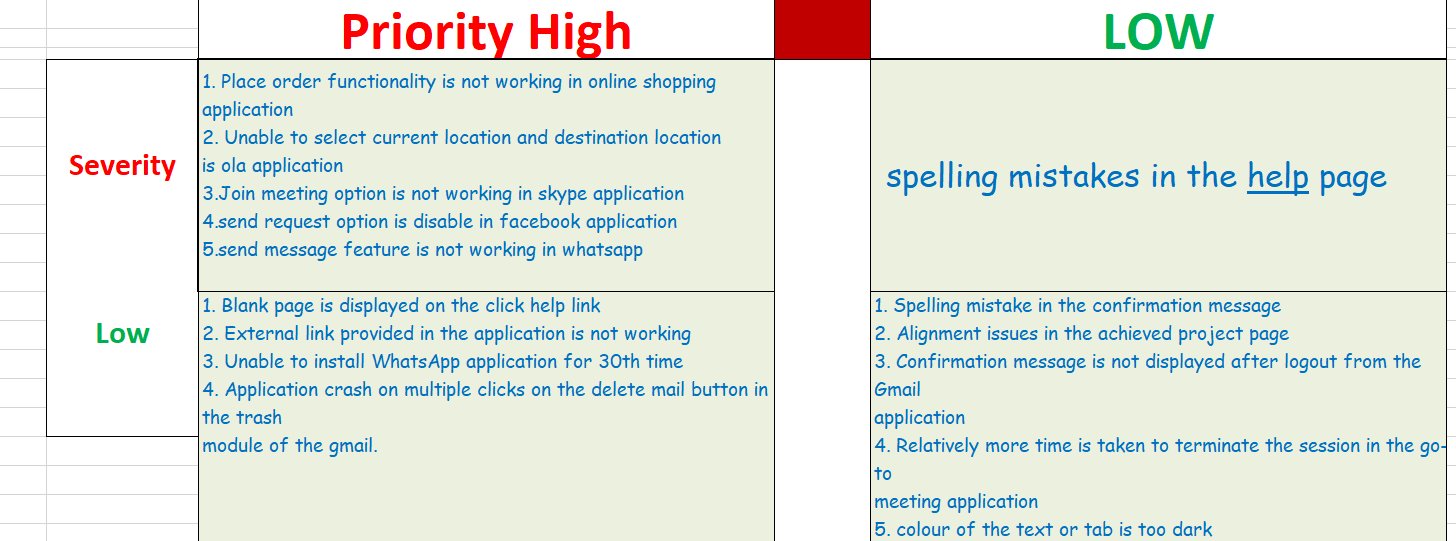 Priority High
LOW
Severity
1. Place order functionality is not working in online shopping
application
2. Unable to select current location and destination location
is ola application
3.Join meeting option is not working in skype application
4.send request option is disable in facebook application
5.send message feature is not working in whatsapp
spelling mistakes in the help page
Low
1. Blank page is displayed on the click help link
2. External link provided in the application is not working
3. Unable to install WhatsApp application for 30th time
4. Application crash on multiple clicks on the delete mail button in
the trash
module of the gmail.
1. Spelling mistake in the confirmation message
2. Alignment issues in the achieved project page
3. Confirmation message is not displayed after logout from the
Gmail
application
4. Relatively more time is taken to terminate the session in the go-
to
meeting application
5. colour of the text or tab is too dark